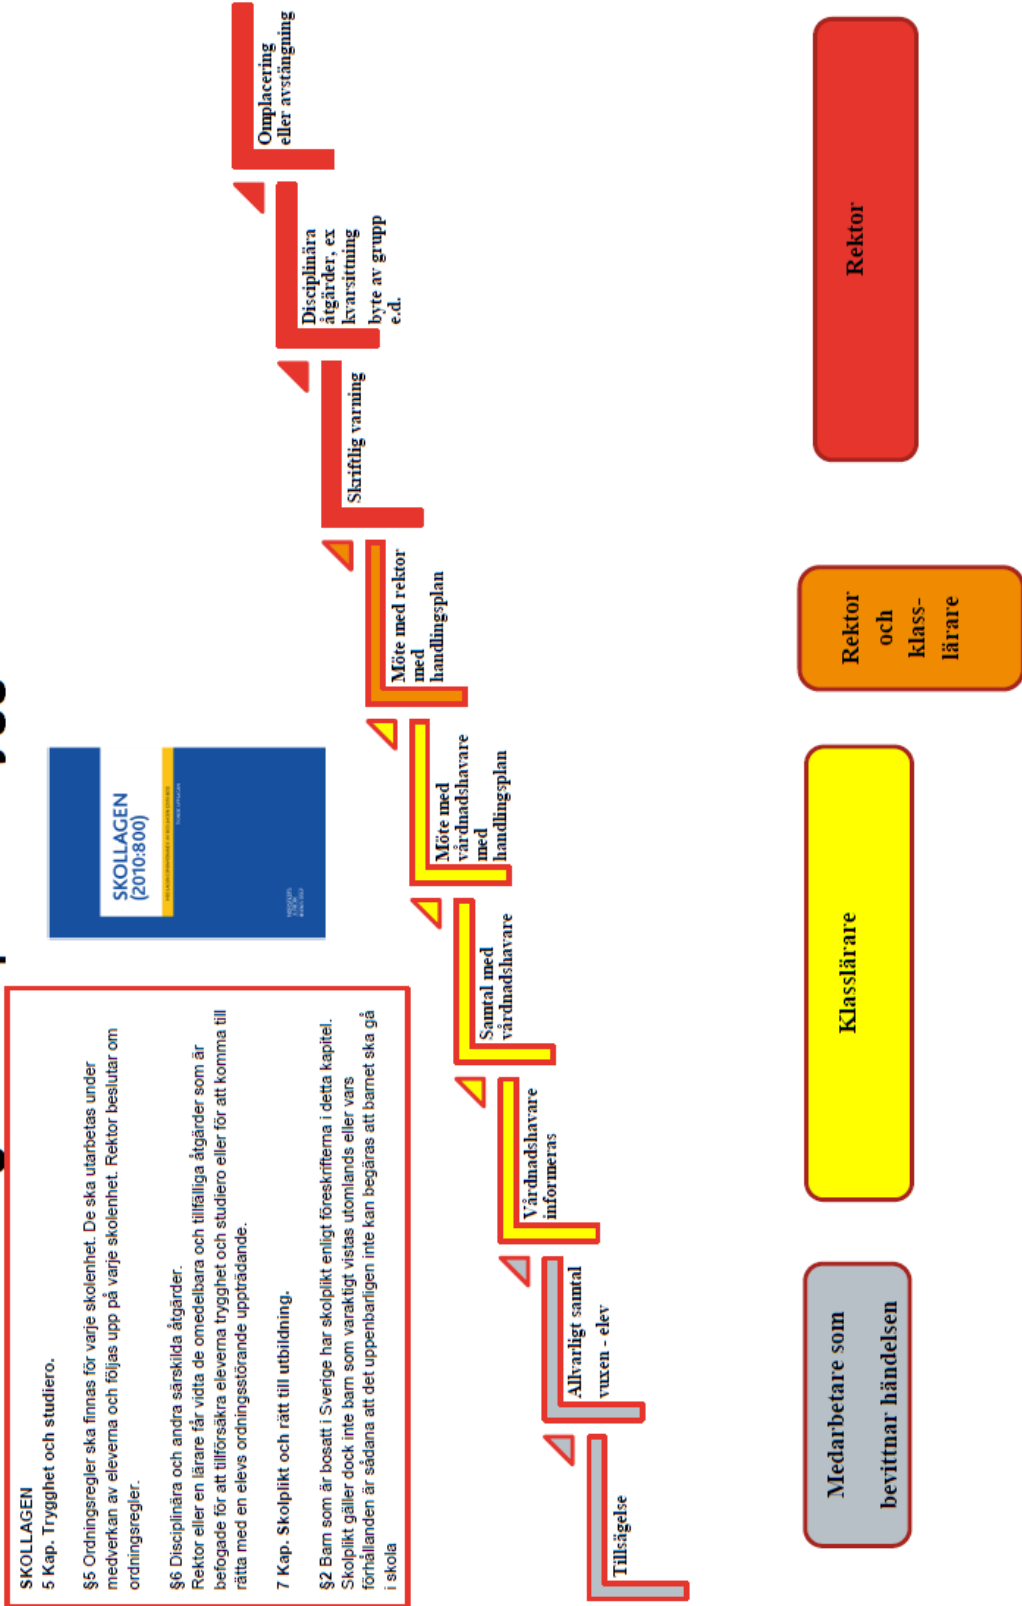 SKOLLAGEN
5 Kap. Trygghet och studiero.
§5 Ordningsregler ska finnas för varje skolenhet. De ska utarbetas under
medverkan av eleverna och följas upp på varje skolenhet. Rektor beslutar om
ordningsregler.
§6 Disciplinära och andra särskilda åtgärder.
Rektor eller en lärare får vidta de omedelbara och tillfälliga åtgärder som är
befogade för att tillförsäkra eleverna trygghet och studiero eller för att komma till
rätta med en elevs ordningsstörande uppträdande.
7 Kap. Skolplikt och rätt till utbildning.
§2 Barn som är bosatt i Sverige har skolplikt enligt föreskrifterna i detta kapitel.
Skolplikt gäller dock inte barn som varaktigt vistas utomlands eller vars
förhållanden är sådana att det uppenbarligen inte kan begäras att barnet ska gå
i skola
SKOLLAGEN
(2010:800)
Tillsägelse
Allvarligt samtal
vuxen - elev
Vårdnadshavare
informeras
Samtal med
vårdnadshavare
Möte med
vårdnadshavare
med
handlingsplan
Möte med rektor
med
handlingsplan
Skriftlig varning
Disciplinära
åtgärder, ex
kvarsittning
byte av grupp
e.d.
Omplacering
eller avstängning
Medarbetare som
bevittnar händelsen
Klasslärare
Rektor
och
klass-
lärare
Rektor